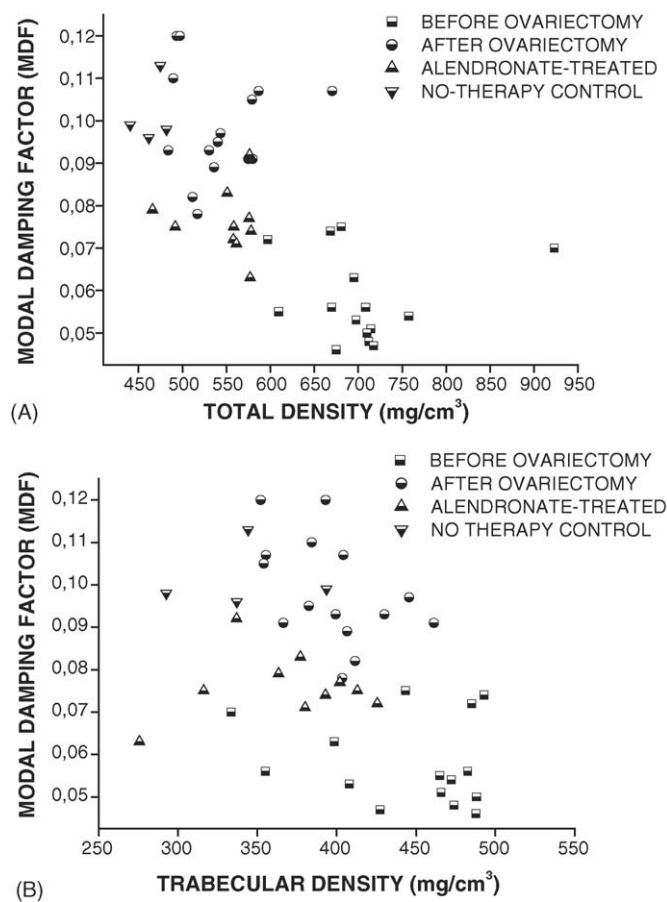 BEFORE OVARIECTOMY
AFTER OVARIECTOMY
ALENDRONATE-TREATED
NO-THERAPY CONTROL
MODAL DAMPING FACTOR (MDF)
0,12
0,11
0,10
0,09
0,08
0,07
0,06
0,05
450 500 550 600 650 700 750 800 850 900 950
(A) TOTAL DENSITY (mg/cm³)
BEFORE OVARIECTOMY
AFTER OVARIECTOMY
ALENDRONATE-TREATED
NO THERAPY CONTROL
MODAL DAMPING FACTOR (MDF)
0,12
0,11
0,10
0,09
0,08
0,07
0,06
0,05
250 300 350 400 450 500 550
(B) TRABECULAR DENSITY (mg/cm³)